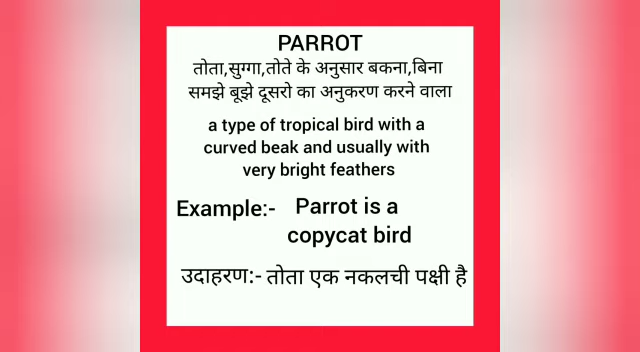 PARROT
तोता,सुग्गा,तोते के अनुसार बकना,बिना
समझे बूझे दूसरो का अनुकरण करने वाला
a type of tropical bird with a
curved beak and usually with
very bright feathers
Example:- Parrot is a
copycat bird
उदाहरण:- तोता एक नकलची पक्षी है